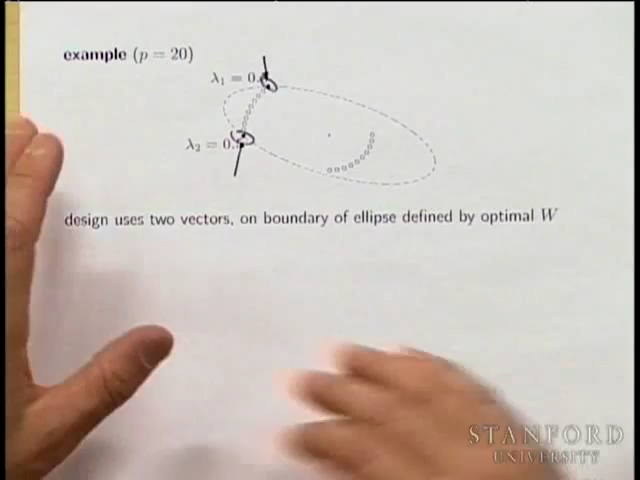 example (p = 20)
λ₁ = 0.
λ₂ = 0.
design uses two vectors, on boundary of ellipse defined by optimal W
STANFORD
UNIVERSITY